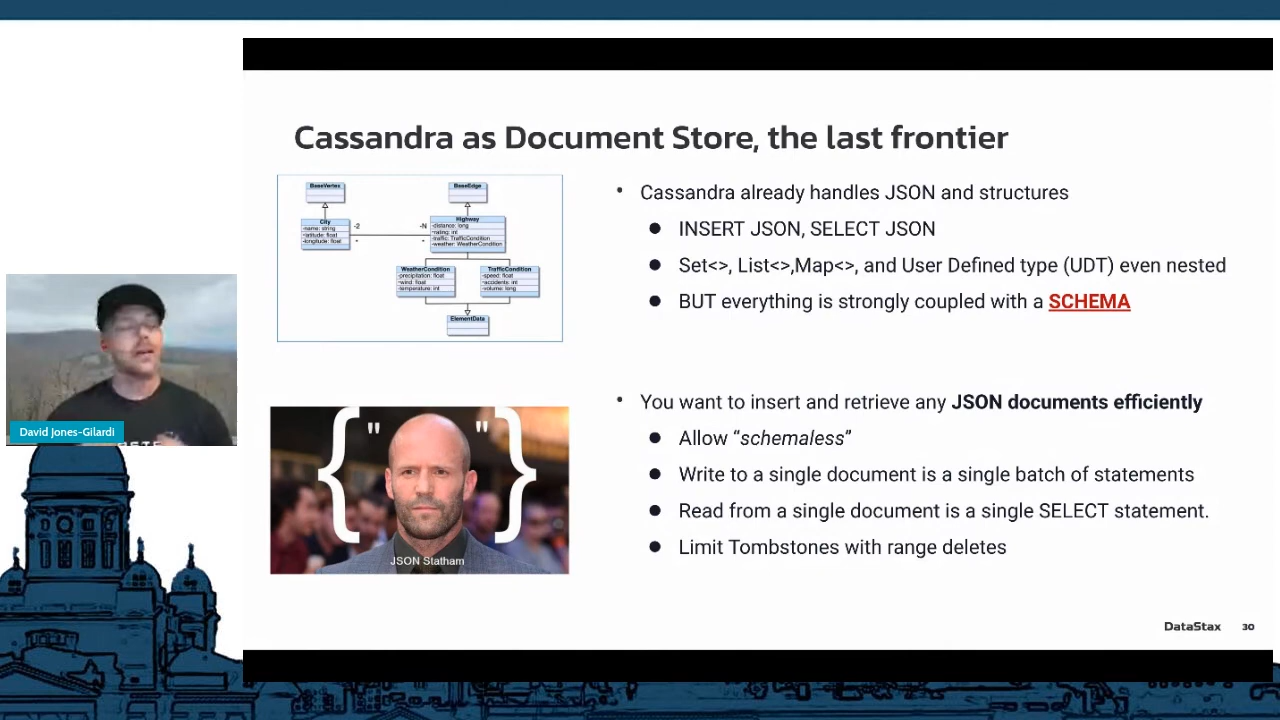 Cassandra as Document Store, the last frontier
BaseVertex
BaseEdge
City
-name: string
-latitude: float
-longitude: float
-2
-N
-
-
Highway
-distance: long
-rating: int
-traffic: TrafficCondition
-weather: WeatherCondition
WeatherCondition
-precipitation: float
-wind: float
-temperature: int
TrafficCondition
-speed: float
-accidents: int
-volume: long
ElementData
• Cassandra already handles JSON and structures
● INSERT JSON, SELECT JSON
● Set<>, List<>,Map<>, and User Defined type (UDT) even nested
● BUT everything is strongly coupled with a SCHEMA
David Jones-Gilardi
{ " " }
JSON Statham
• You want to insert and retrieve any JSON documents efficiently
● Allow “schemaless”
● Write to a single document is a single batch of statements
● Read from a single document is a single SELECT statement.
● Limit Tombstones with range deletes
DataStax 30